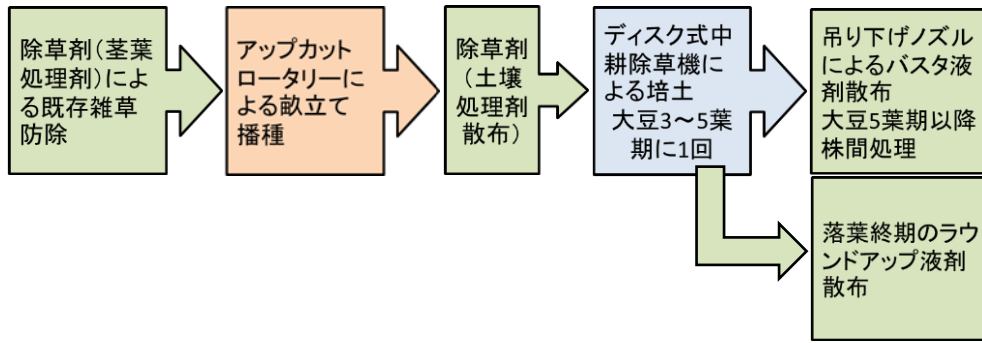 除草剤(茎葉
処理剤)によ
る既存雑草
防除
アップカット
ロータリーに
よる畝立て
播種
除草剤
(土壌
処理剤
散布)
ディスク式中
耕除草機に
よる培土
大豆3～5葉
期に1回
吊り下げノズル
によるバスタ液
剤散布
大豆5葉期以降
株間処理
落葉終期のラウ
ンドアップ液剤
散布